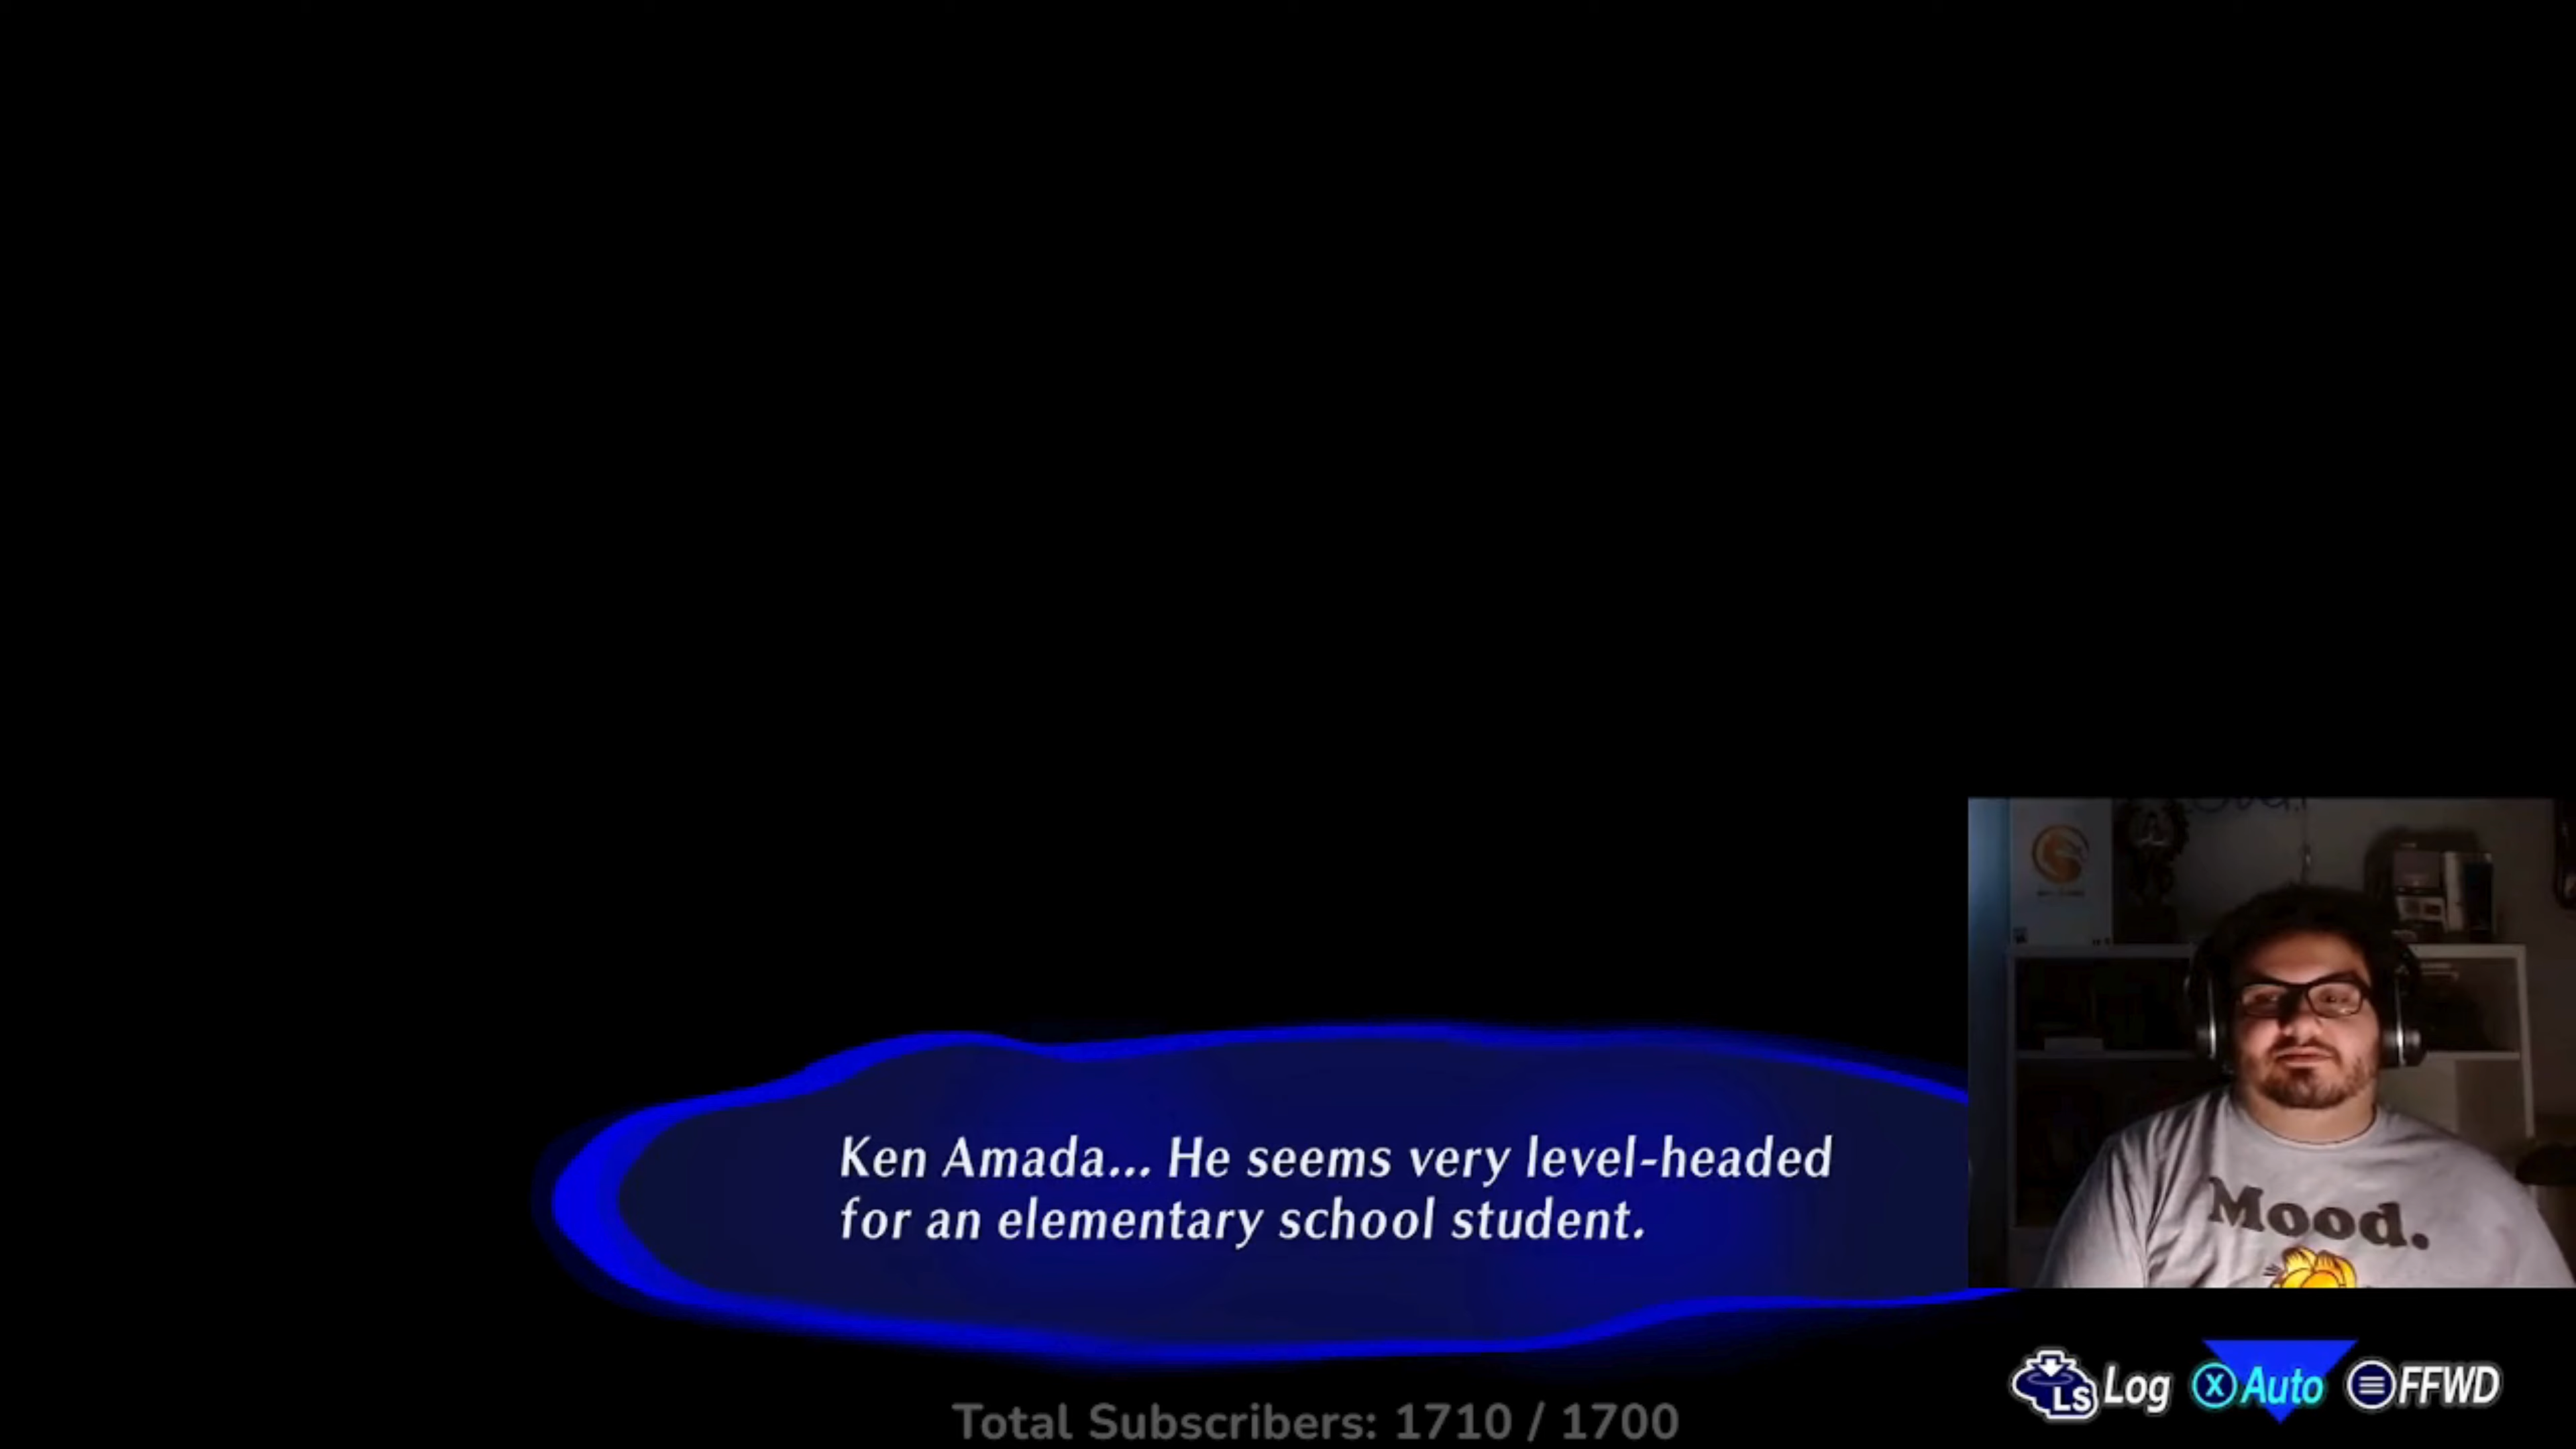 Ken Amada... He seems very level-headed
for an elementary school student.
Mood.
LS Log X Auto FFWD
Total Subscribers: 1710 / 1700